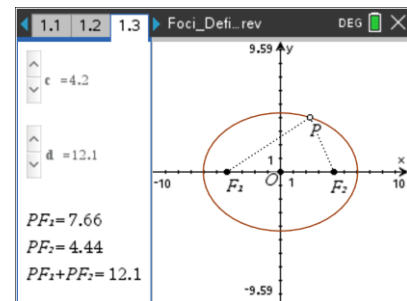 1.1 1.2 1.3 Foci_Defi…rev DEG
c =4.2
d =12.1
PF₁=7.66
PF₂=4.44
PF₁+PF₂=12.1
9.59 y
P
1
x
-10 F₁ O 1 F₂ 10
-9.59